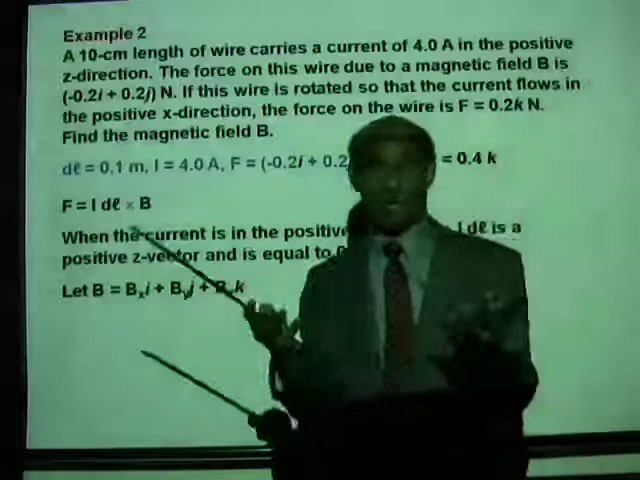 Example 2
A 10-cm length of wire carries a current of 4.0 A in the positive
z-direction. The force on this wire due to a magnetic field B is
(-0.2i + 0.2j) N. If this wire is rotated so that the current flows in
the positive x-direction, the force on the wire is F = 0.2k N.
Find the magnetic field B.
dℓ = 0.1 m, I = 4.0 A, F = (-0.2i + 0.2 = 0.4 k
F = I dℓ × B
When the current is in the positive I dℓ is a
positive z-vector and is equal to
Let B = Bₓi + Bᵧj + k